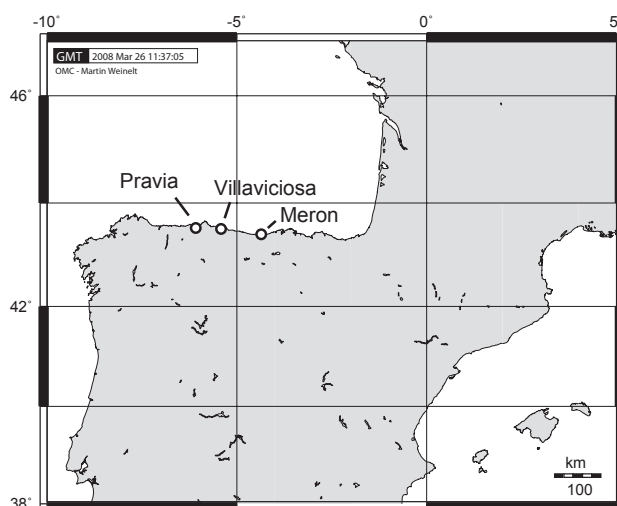 -10° -5° 0° 5
GMT 2008 Mar 26 11:37:05
OMC - Martin Weinelt
46°
Pravia
Villaviciosa
Meron
42°
km
100
38°